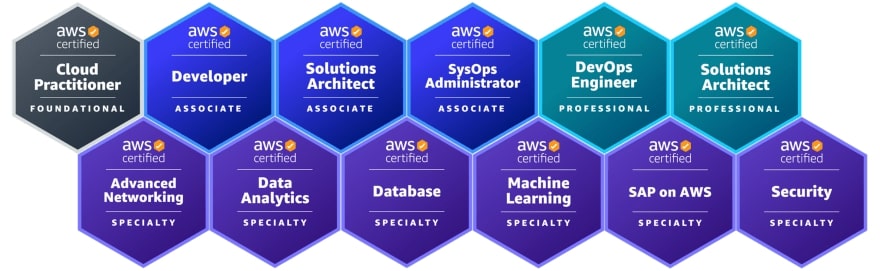 aws
certified
Cloud
Practitioner
FOUNDATIONAL
aws
certified
Developer
ASSOCIATE
aws
certified
Solutions
Architect
ASSOCIATE
aws
certified
SysOps
Administrator
ASSOCIATE
aws
certified
DevOps
Engineer
PROFESSIONAL
aws
certified
Solutions
Architect
PROFESSIONAL
aws
certified
Advanced
Networking
SPECIALTY
aws
certified
Data
Analytics
SPECIALTY
aws
certified
Database
SPECIALTY
aws
certified
Machine
Learning
SPECIALTY
aws
certified
SAP on AWS
SPECIALTY
aws
certified
Security
SPECIALTY